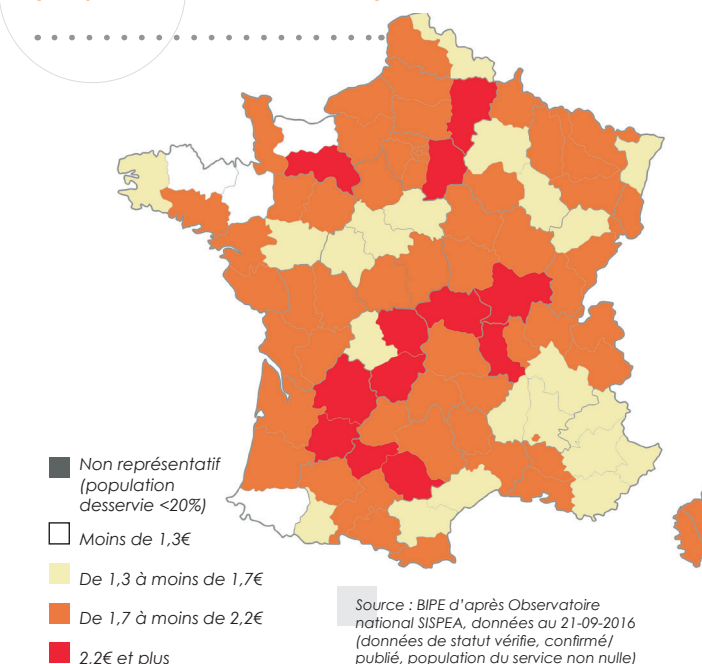 Non représentatif
(population
desservie <20%)
Moins de 1,3€
De 1,3 à moins de 1,7€
De 1,7 à moins de 2,2€
2.2€ et plus
Source : BIPE d'après Observatoire
national SISPEA, données au 21-09-2016
(données de statut vérifie, confirmé/
publié, population du service non nulle)